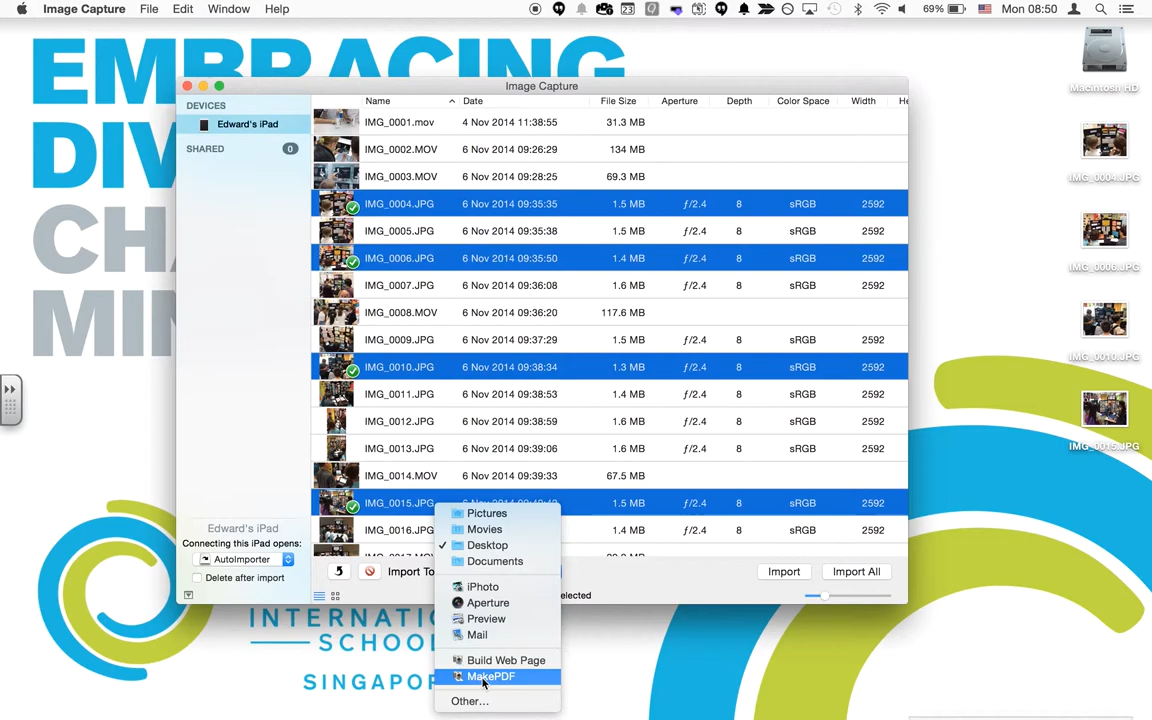 Image Capture File Edit Window Help 69% Mon 08:50
EMBRACING
Macintosh HD
IMG_0004.JPG
IMG_0006.JPG
IMG_0010.JPG
IMG_0015.JPG
Image Capture
DEVICES
Edward's iPad
SHARED 0
Name Date File Size Aperture Depth Color Space Width He
IMG_0001.mov 4 Nov 2014 11:38:55 31.3 MB
IMG_0002.MOV 6 Nov 2014 09:26:29 134 MB
IMG_0003.MOV 6 Nov 2014 09:28:25 69.3 MB
IMG_0004.JPG 6 Nov 2014 09:35:35 1.5 MB ƒ/2.4 8 sRGB 2592
IMG_0005.JPG 6 Nov 2014 09:35:38 1.5 MB ƒ/2.4 8 sRGB 2592
IMG_0006.JPG 6 Nov 2014 09:35:50 1.4 MB ƒ/2.4 8 sRGB 2592
IMG_0007.JPG 6 Nov 2014 09:36:08 1.6 MB ƒ/2.4 8 sRGB 2592
IMG_0008.MOV 6 Nov 2014 09:36:20 117.6 MB
IMG_0009.JPG 6 Nov 2014 09:37:29 1.5 MB ƒ/2.4 8 sRGB 2592
IMG_0010.JPG 6 Nov 2014 09:38:34 1.3 MB ƒ/2.4 8 sRGB 2592
IMG_0011.JPG 6 Nov 2014 09:38:53 1.4 MB ƒ/2.4 8 sRGB 2592
IMG_0012.JPG 6 Nov 2014 09:38:59 1.6 MB ƒ/2.4 8 sRGB 2592
IMG_0013.JPG 6 Nov 2014 09:39:06 1.5 MB ƒ/2.4 8 sRGB 2592
IMG_0014.MOV 6 Nov 2014 09:39:33 67.5 MB
IMG_0015.JPG 1.5 MB ƒ/2.4 8 sRGB 2592
IMG_0016.JPG 1.4 MB ƒ/2.4 8 sRGB 2592
Edward's iPad
Connecting this iPad opens:
AutoImporter
Delete after import
Import To
Import Import All
elected
Pictures
Movies
Desktop
Documents
iPhoto
Aperture
Preview
Mail
Build Web Page
MakePDF
Other...
DIV
CH
MIN
INTERNATI
SCHOO
SINGAPOR